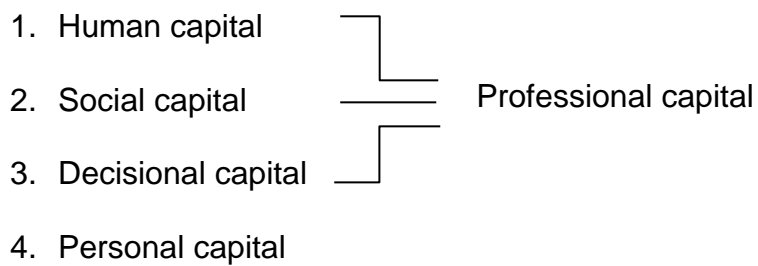 1. Human capital
2. Social capital
Professional capital
3. Decisional capital
4. Personal capital